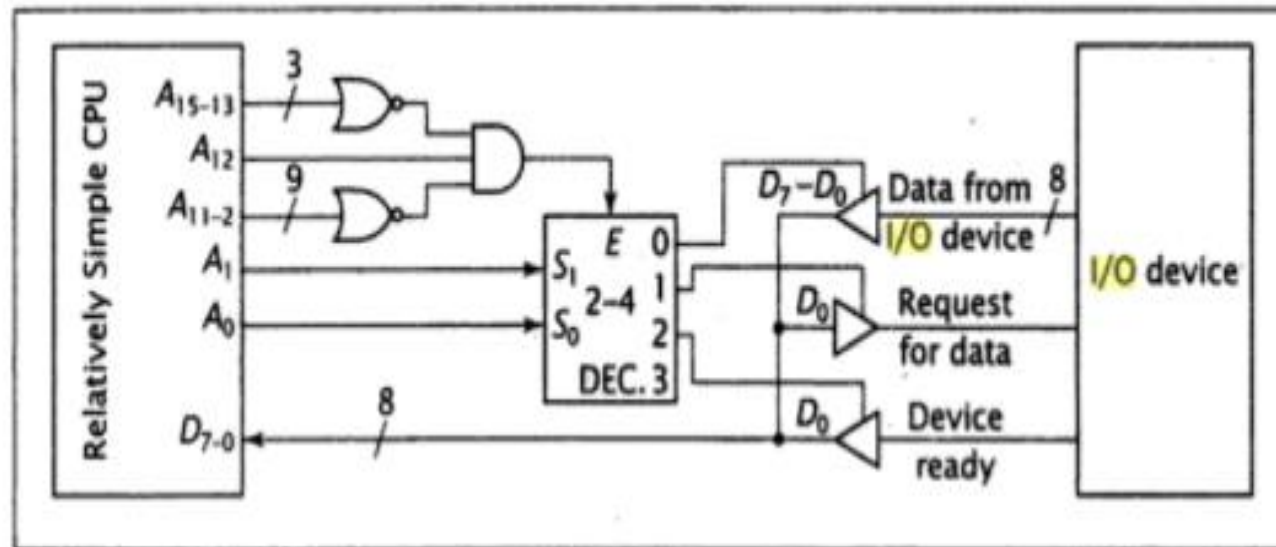 Relatively Simple CPU
A15-13
3
A12
A11-2
9
A1
A0
D7-0
8
E
0
S1
2-4
1
S0
2
DEC. 3
D7-D0
Data from
8
I/O device
D0
Request
for data
D0
Device
ready
I/O device